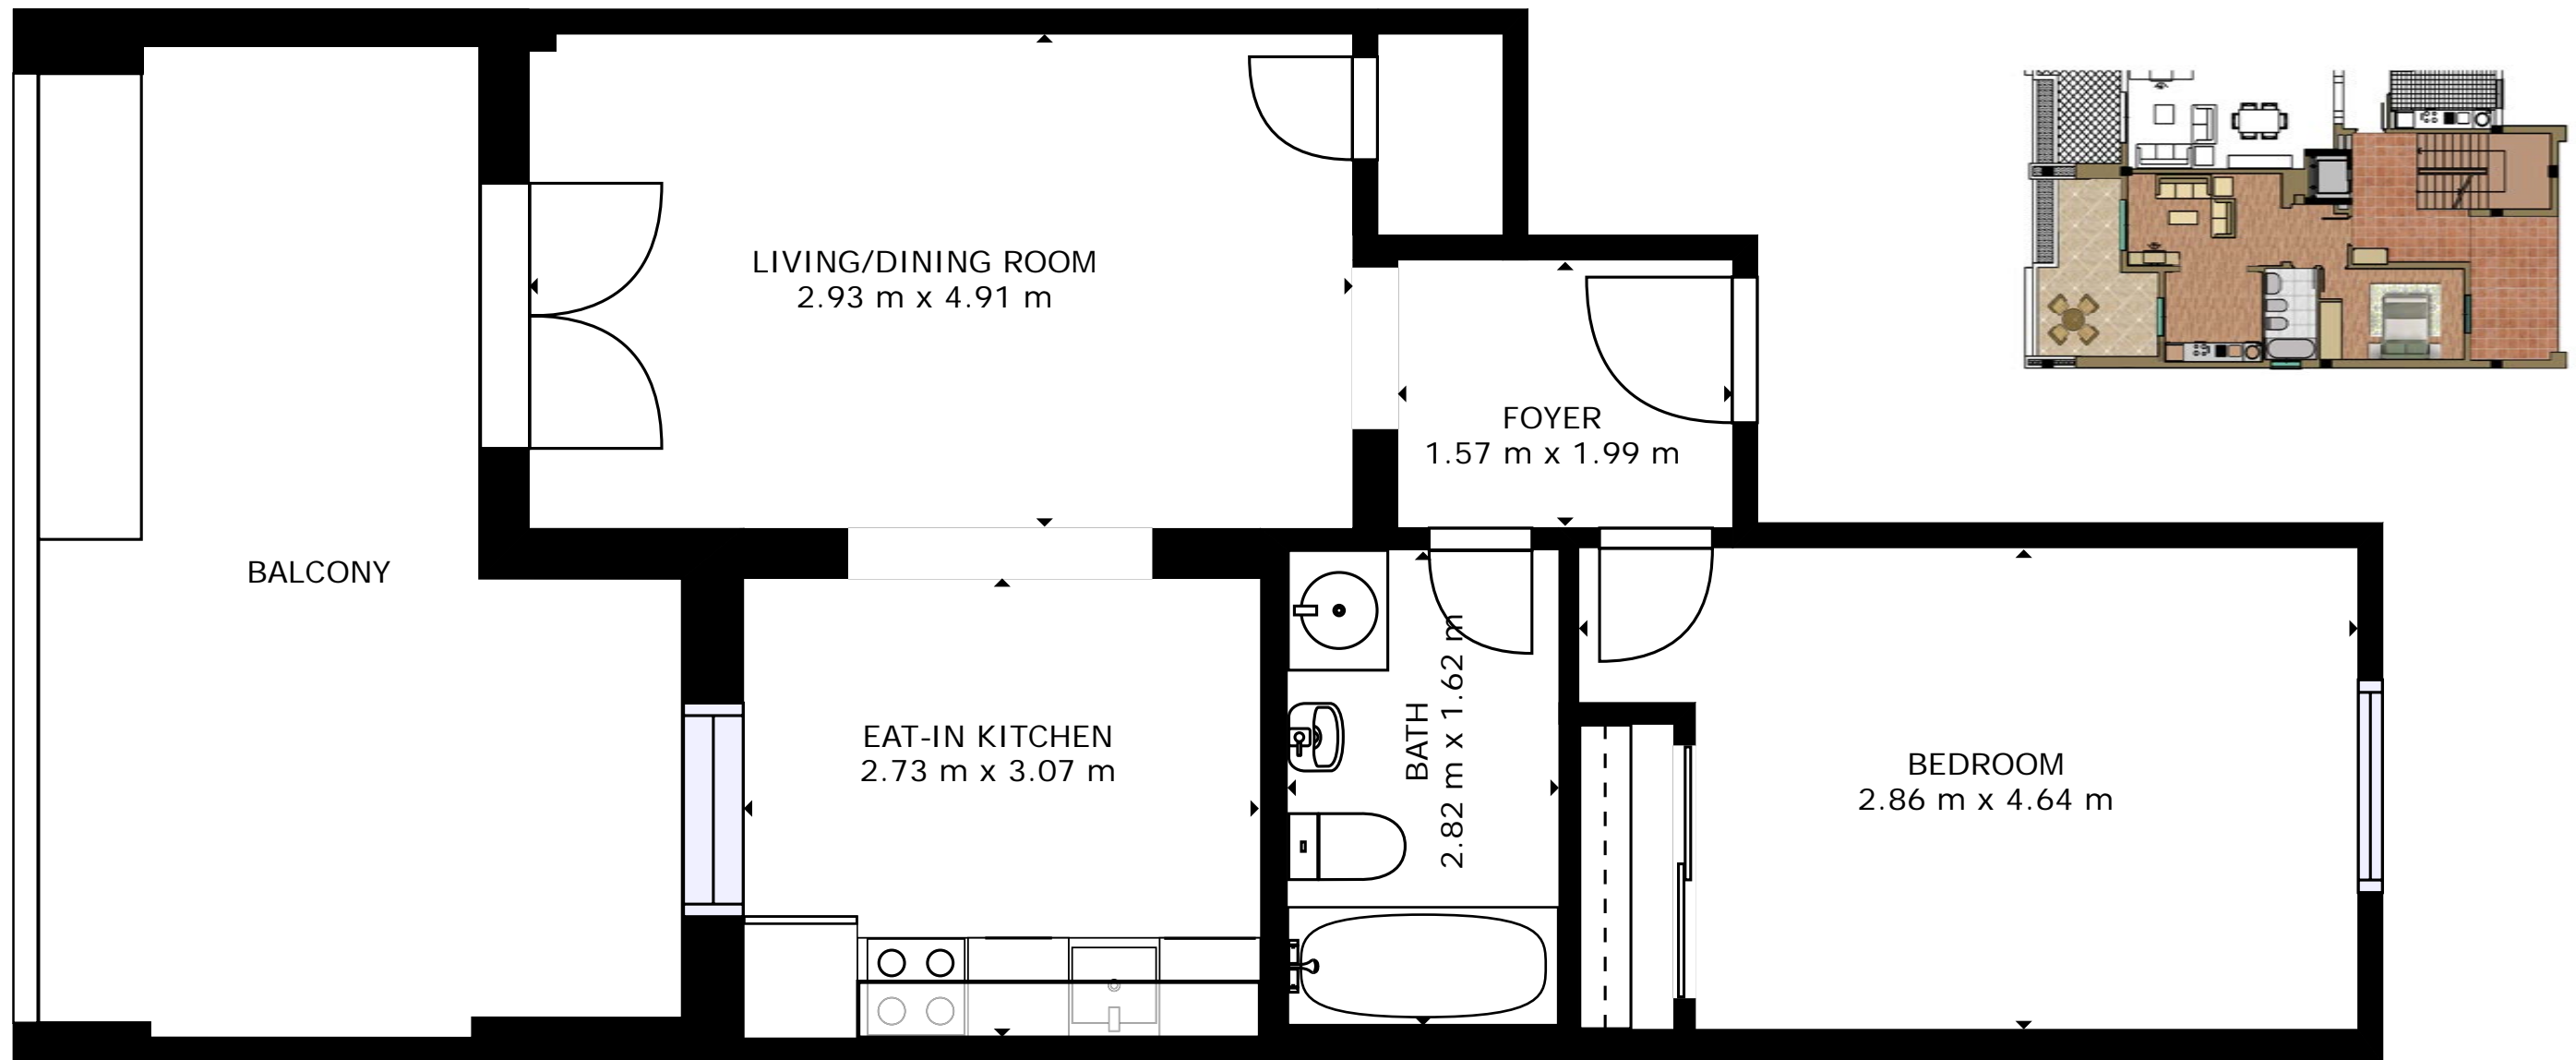 LIVING/DINING ROOM
2.93 m x 4.91 m
FOYER
1.57 m x 1.99 m
BALCONY
EAT-IN KITCHEN
2.73 m x 3.07 m
BATH
2.82 m x 1.62 m
BEDROOM
2.86 m x 4.64 m